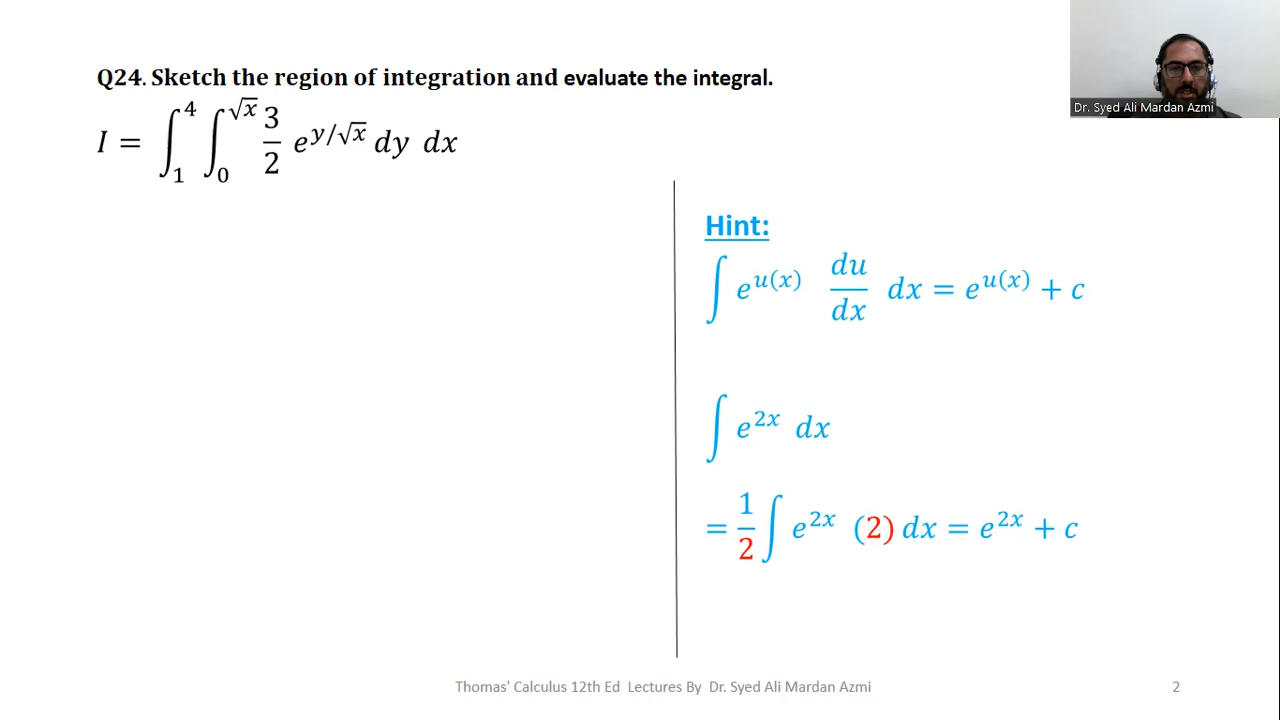 Q24. Sketch the region of integration and evaluate the integral.
I = ∫₁⁴ ∫₀^√x 3/2 e^(y/√x) dy dx
Dr. Syed Ali Mardan Azmi
Hint:
∫ e^u(x) du/dx dx = e^u(x) + c
∫ e^2x dx
= 1/2 ∫ e^2x (2) dx = e^2x + c
Thomas' Calculus 12th Ed Lectures By Dr. Syed Ali Mardan Azmi
2